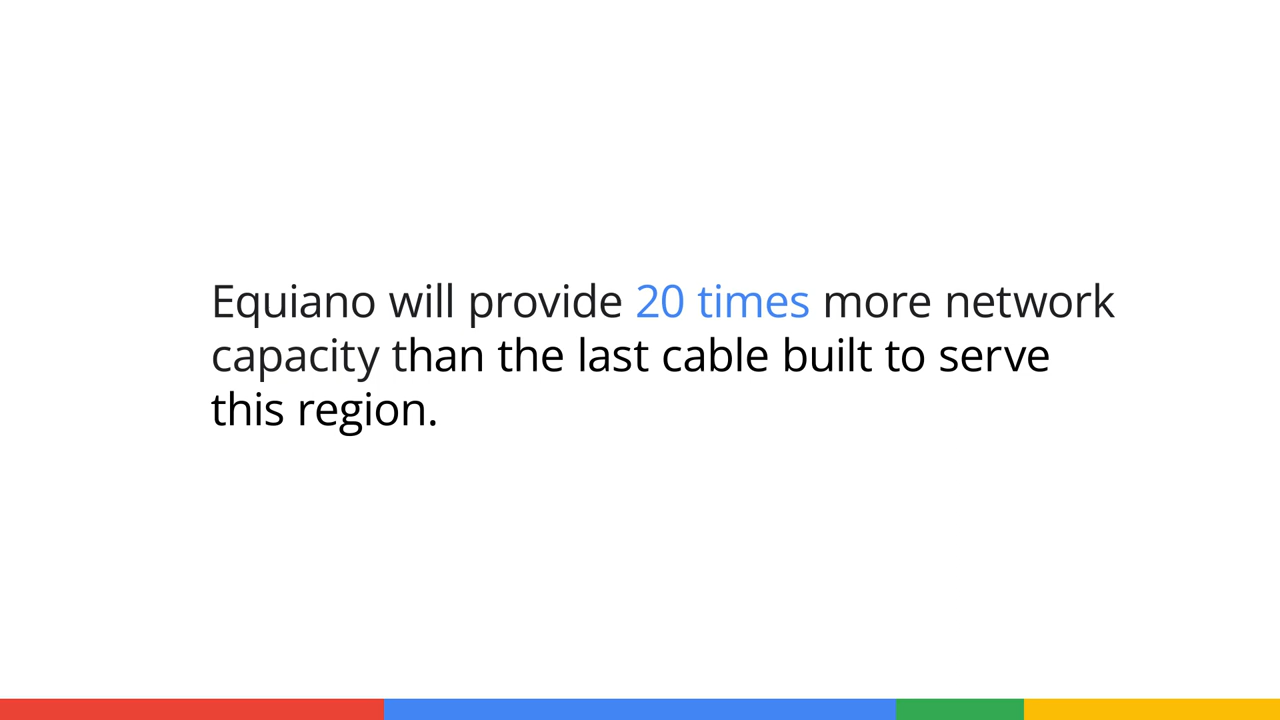 Equiano will provide 20 times more network
capacity than the last cable built to serve
this region.